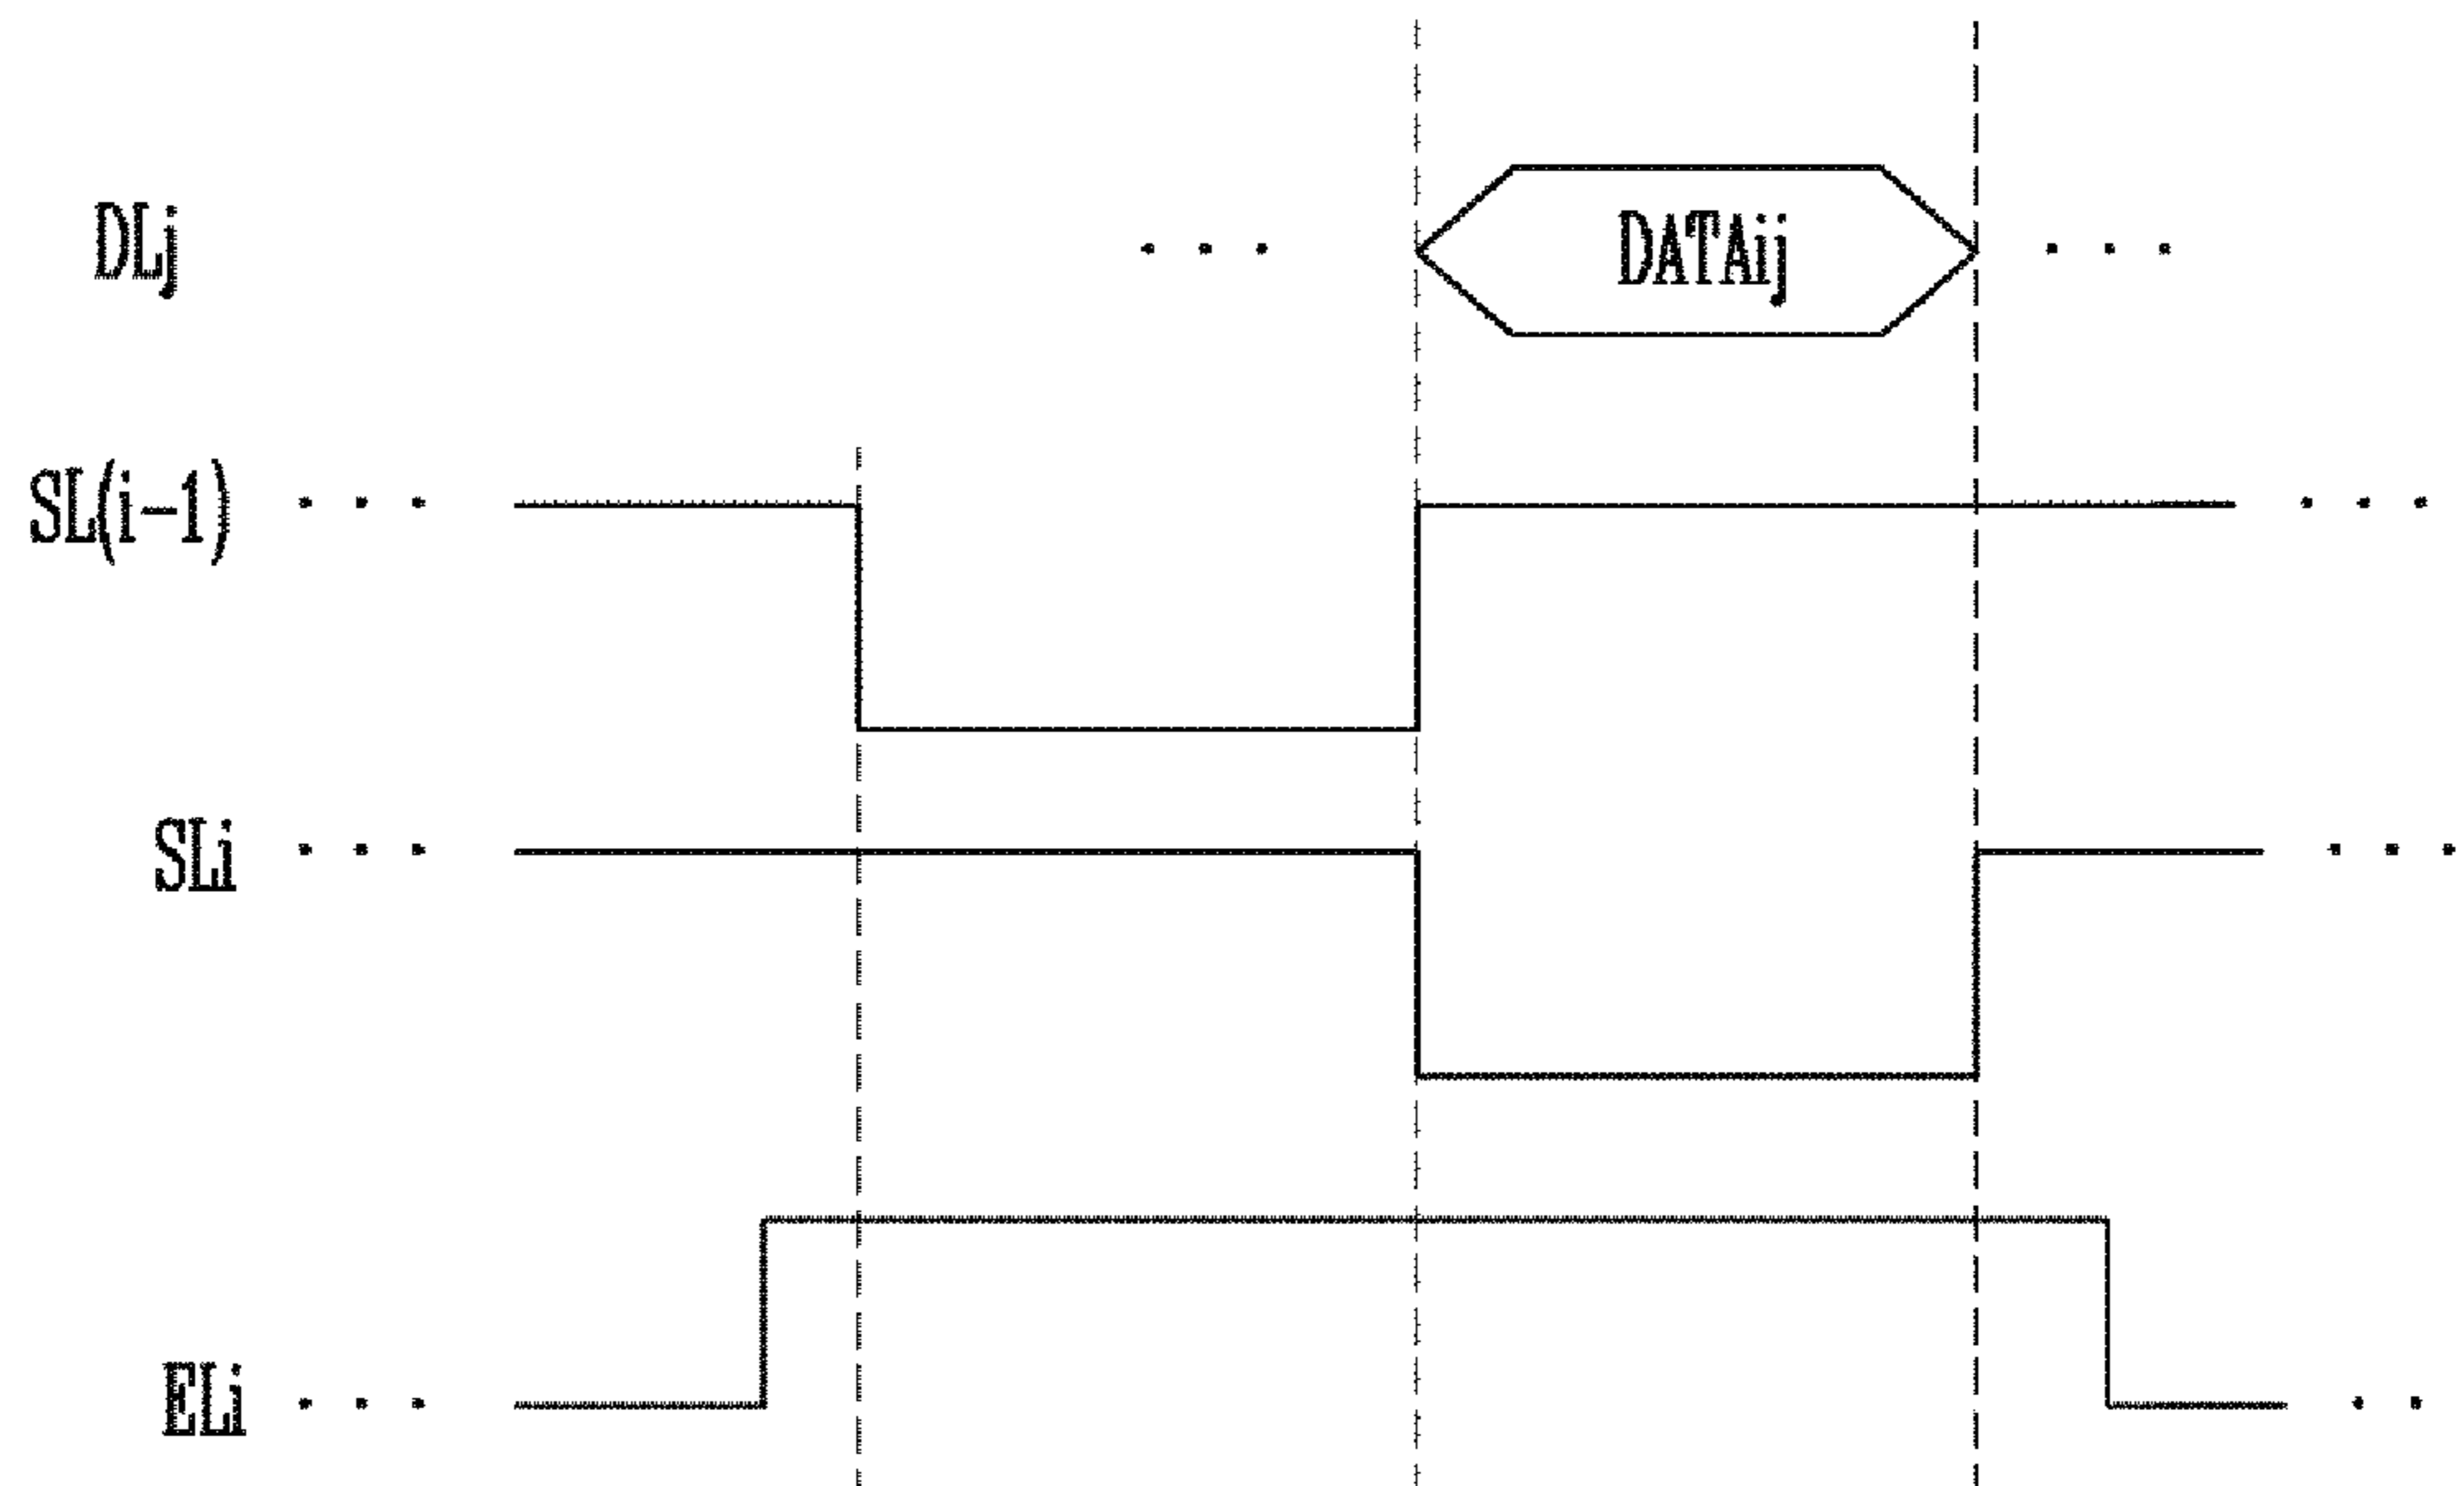 DLj
DATAij
SL(i-1)
SLi
ELi